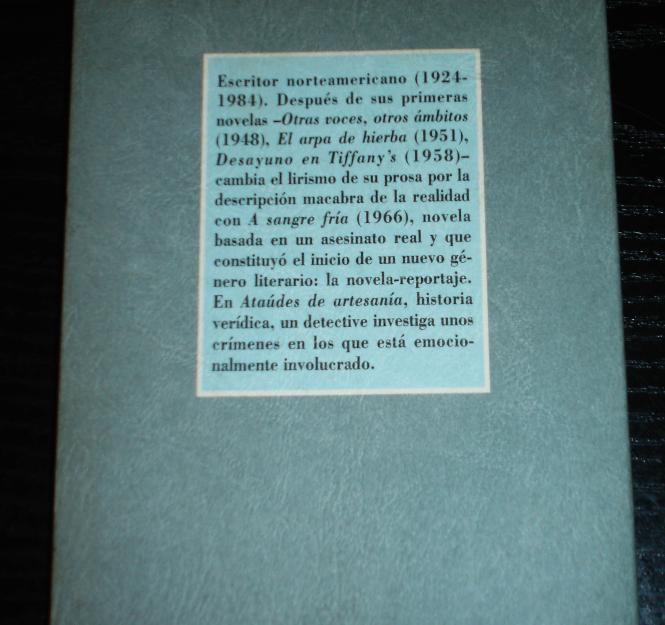 Escritor norteamericano (1924-
1984). Después de sus primeras
novelas –Otras voces, otros ámbitos
(1948), El arpa de hierba (1951),
Desayuno en Tiffany's (1958)–
cambia el lirismo de su prosa por la
descripción macabra de la realidad
con A sangre fría (1966), novela
basada en un asesinato real y que
constituyó el inicio de un nuevo gé-
nero literario: la novela-reportaje.
En Ataúdes de artesanía, historia
verídica, un detective investiga unos
crímenes en los que está emocio-
nalmente involucrado.